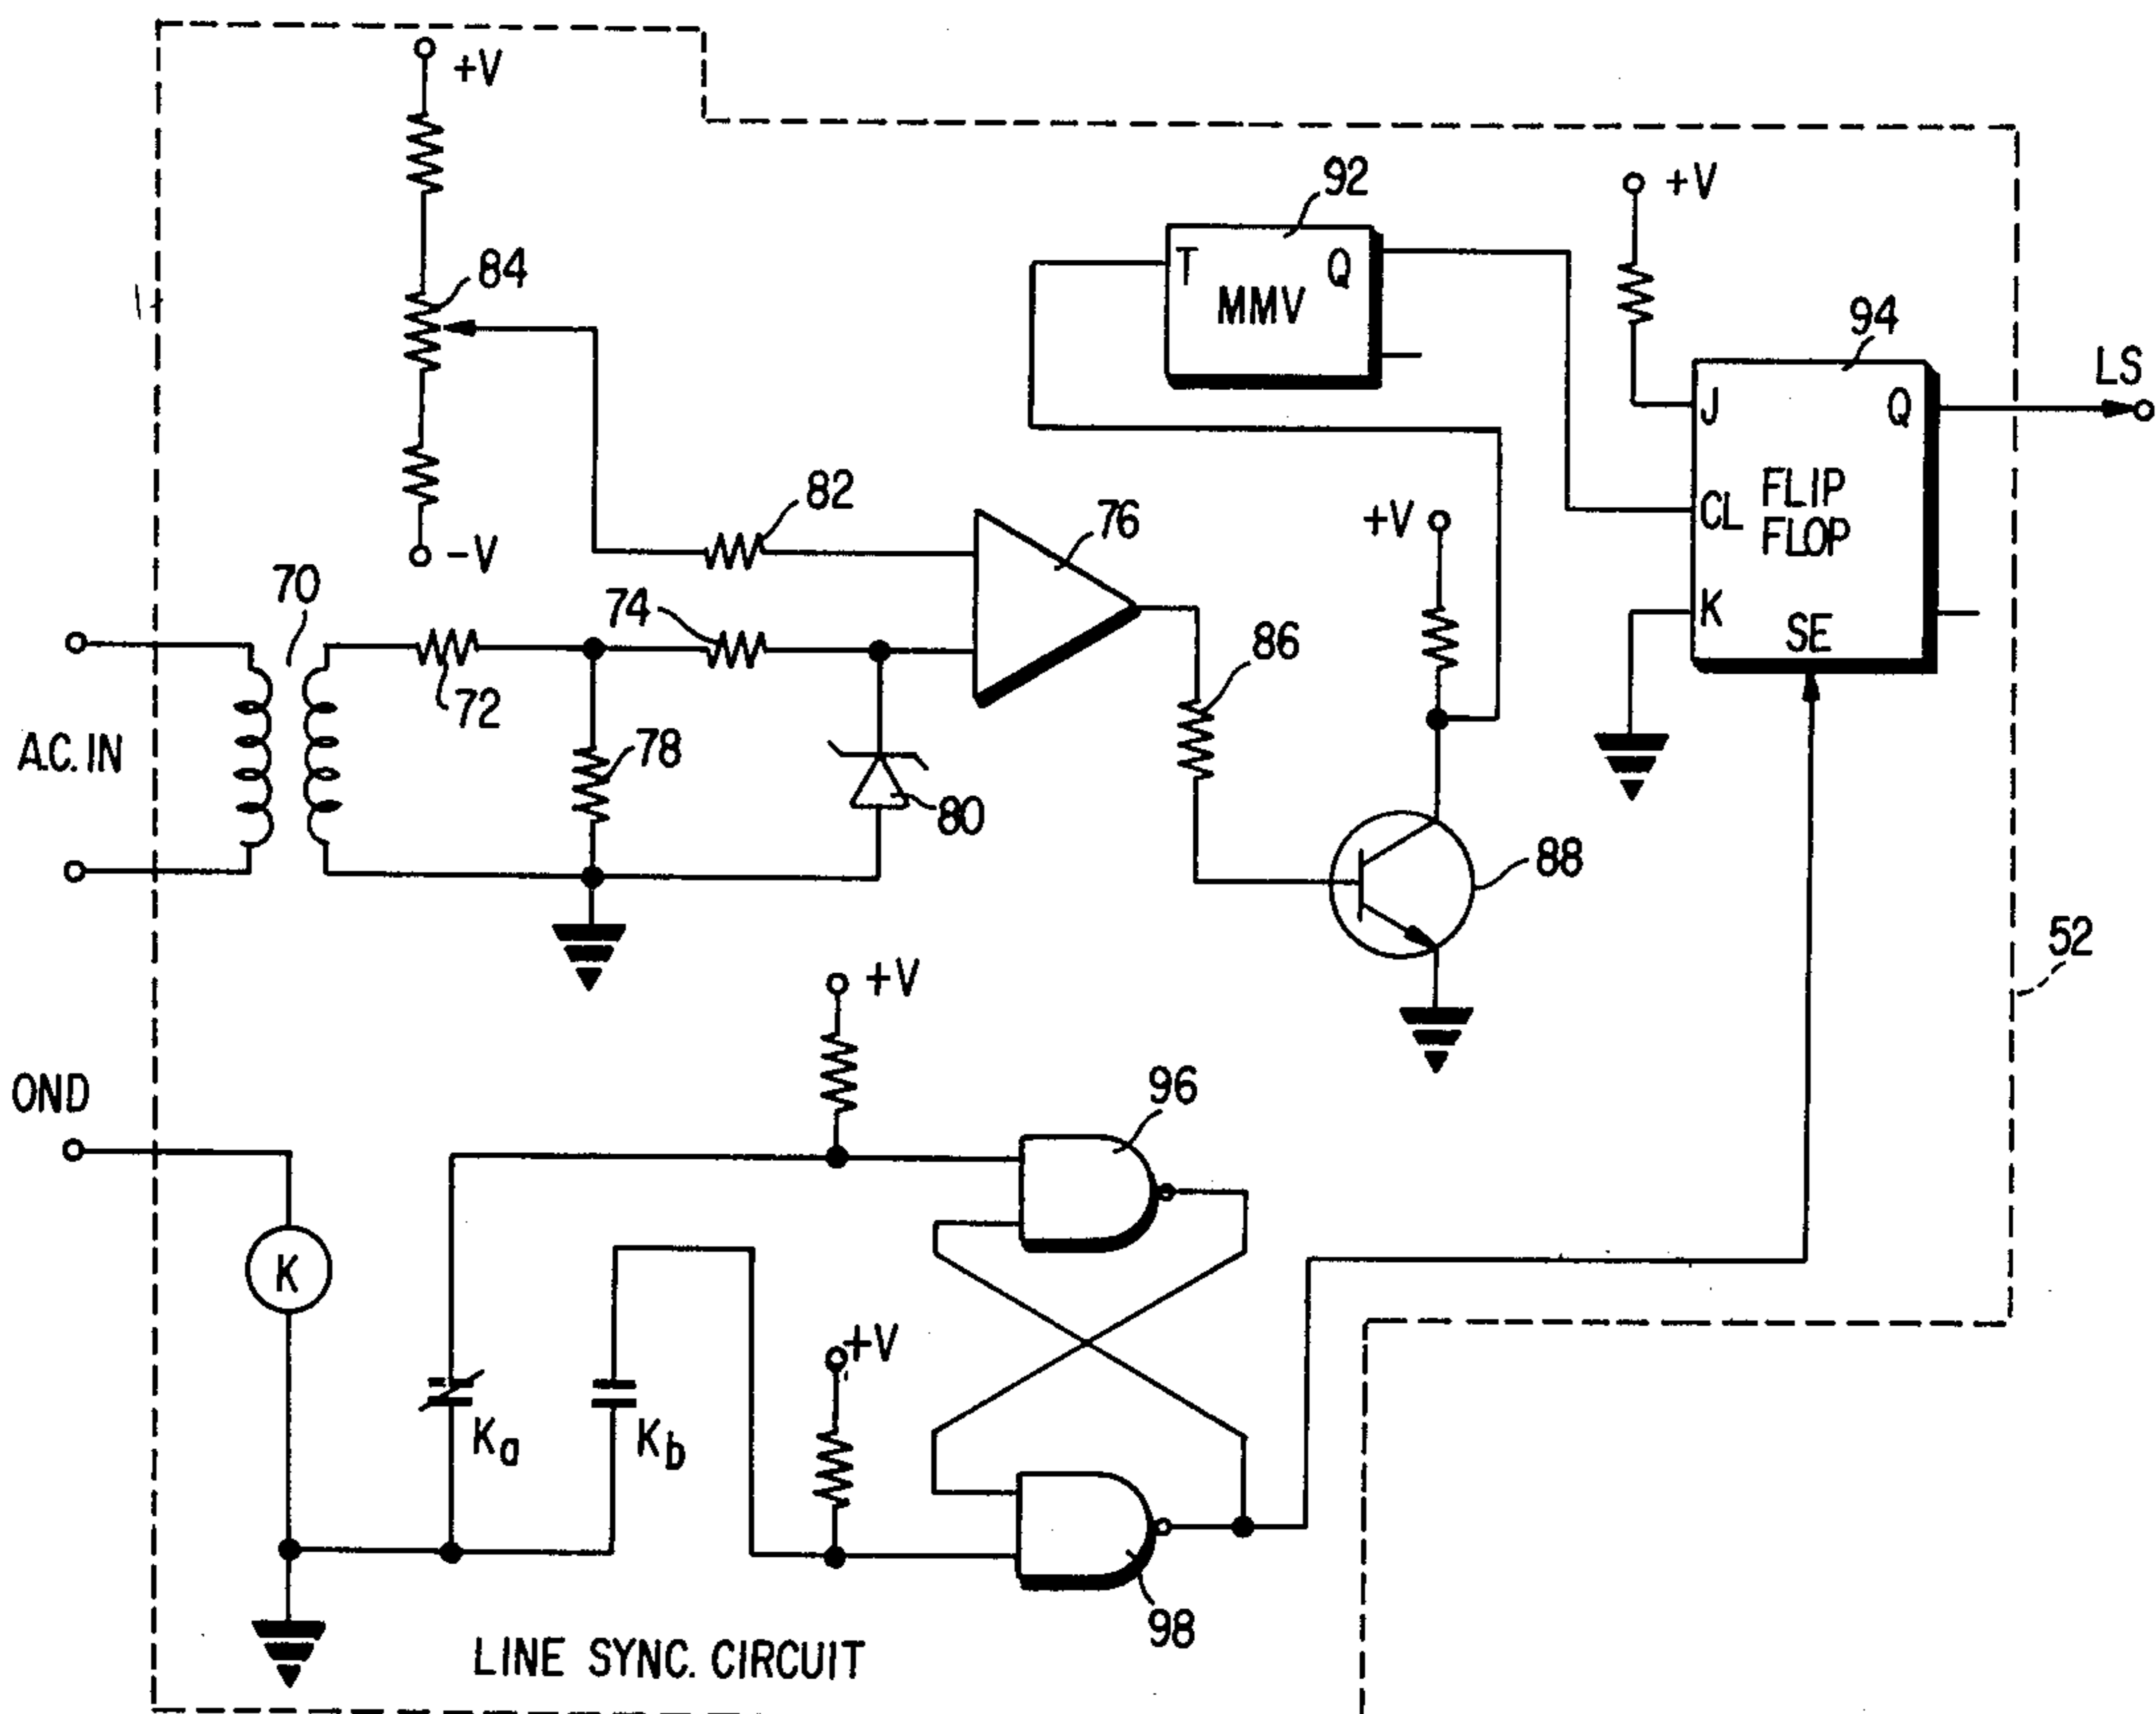 +V
92
+V
84
T
Q
MMV
94
LS
J
Q
82
76
+V
CL
FLIP
FLOP
-V
70
74
86
K
SE
72
78
A.C. IN
80
88
52
+V
OND
96
K
+V
Ka
Kb
98
LINE SYNC. CIRCUIT